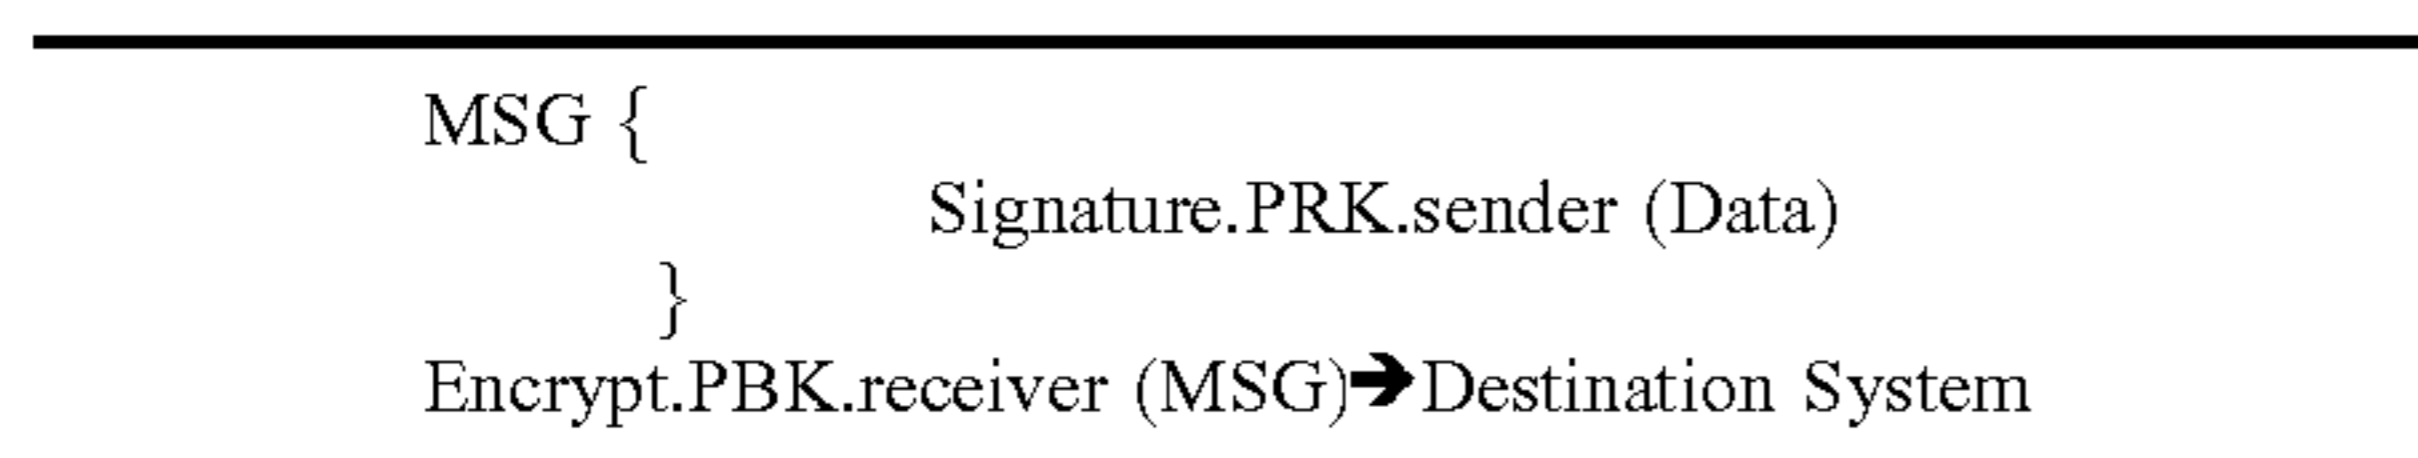 MSG {
Signature.PRK.sender (Data)
}
Encrypt.PBK.receiver (MSG)➔Destination System